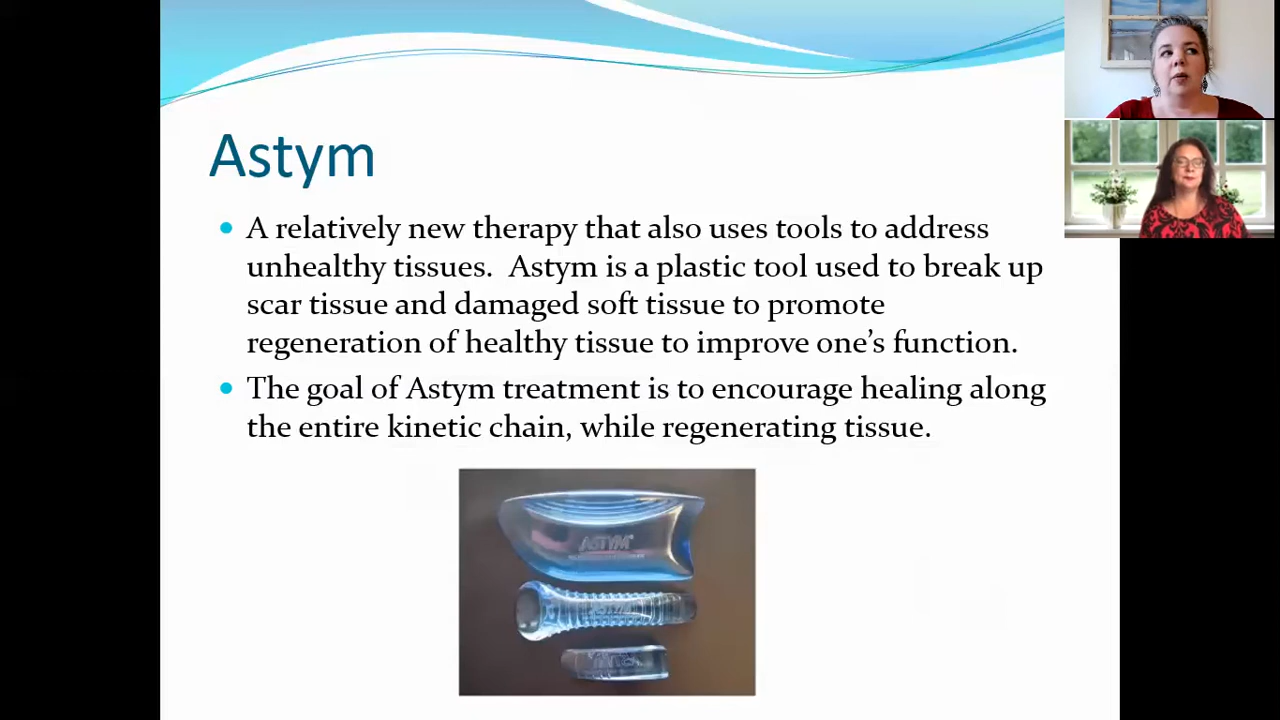 Astym
• A relatively new therapy that also uses tools to address
unhealthy tissues.  Astym is a plastic tool used to break up
scar tissue and damaged soft tissue to promote
regeneration of healthy tissue to improve one’s function.
• The goal of Astym treatment is to encourage healing along
the entire kinetic chain, while regenerating tissue.
ASTYM
ASTYM